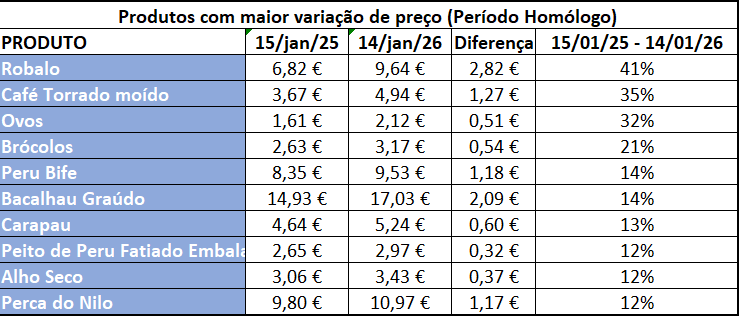 Produtos com maior variação de preço (Período Homólogo)
PRODUTO 15/jan/25 14/jan/26 Diferença 15/01/25 - 14/01/26
Robalo 6,82 € 9,64 € 2,82 € 41%
Café Torrado moído 3,67 € 4,94 € 1,27 € 35%
Ovos 1,61 € 2,12 € 0,51 € 32%
Brócolos 2,63 € 3,17 € 0,54 € 21%
Peru Bife 8,35 € 9,53 € 1,18 € 14%
Bacalhau Graúdo 14,93 € 17,03 € 2,09 € 14%
Carapau 4,64 € 5,24 € 0,60 € 13%
Peito de Peru Fatiado Embala 2,65 € 2,97 € 0,32 € 12%
Alho Seco 3,06 € 3,43 € 0,37 € 12%
Perca do Nilo 9,80 € 10,97 € 1,17 € 12%